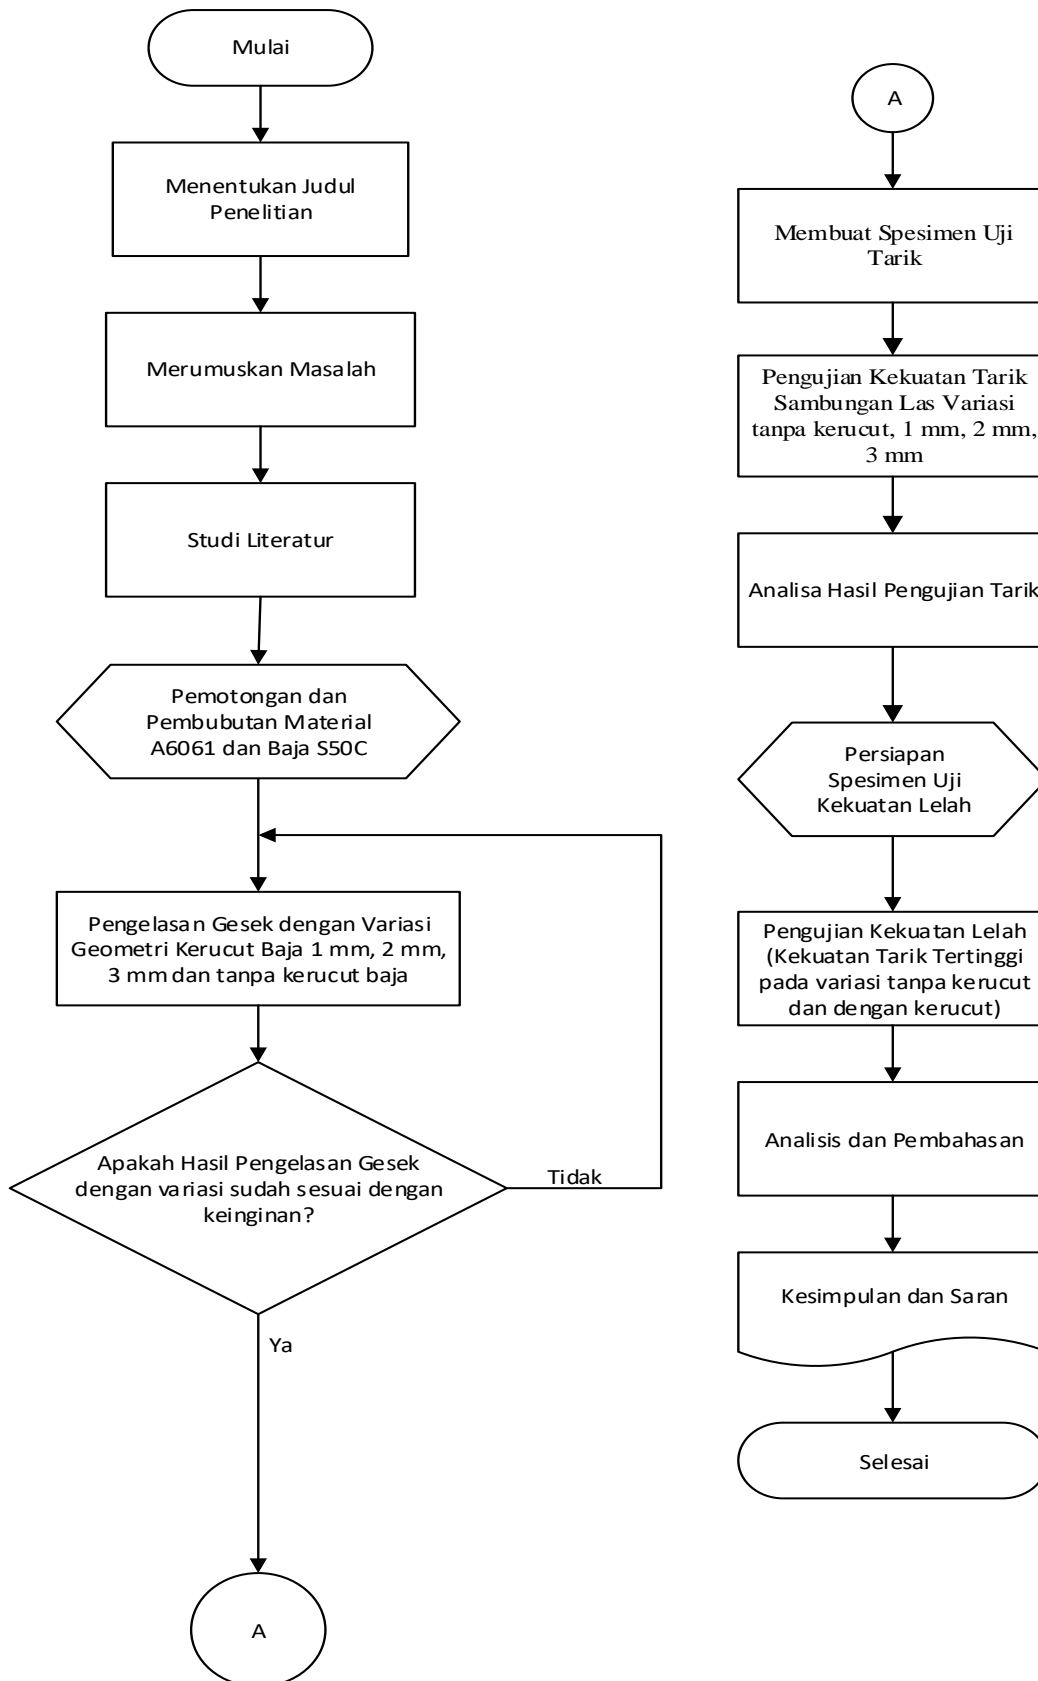 Mulai
Menentukan Judul
Penelitian
Merumuskan Masalah
Studi Literatur
Pemotongan dan
Pembubutan Material
A6061 dan Baja S50C
Pengelasan Gesek dengan Variasi
Geometri Kerucut Baja 1 mm, 2 mm,
3 mm dan tanpa kerucut baja
Apakah Hasil Pengelasan Gesek
dengan variasi sudah sesuai dengan
keinginan?
Tidak
Ya
A
A
Membuat Spesimen Uji
Tarik
Pengujian Kekuatan Tarik
Sambungan Las Variasi
tanpa kerucut, 1 mm, 2 mm,
3 mm
Analisa Hasil Pengujian Tarik
Persiapan
Spesimen Uji
Kekuatan Lelah
Pengujian Kekuatan Lelah
(Kekuatan Tarik Tertinggi
pada variasi tanpa kerucut
dan dengan kerucut)
Analisis dan Pembahasan
Kesimpulan dan Saran
Selesai